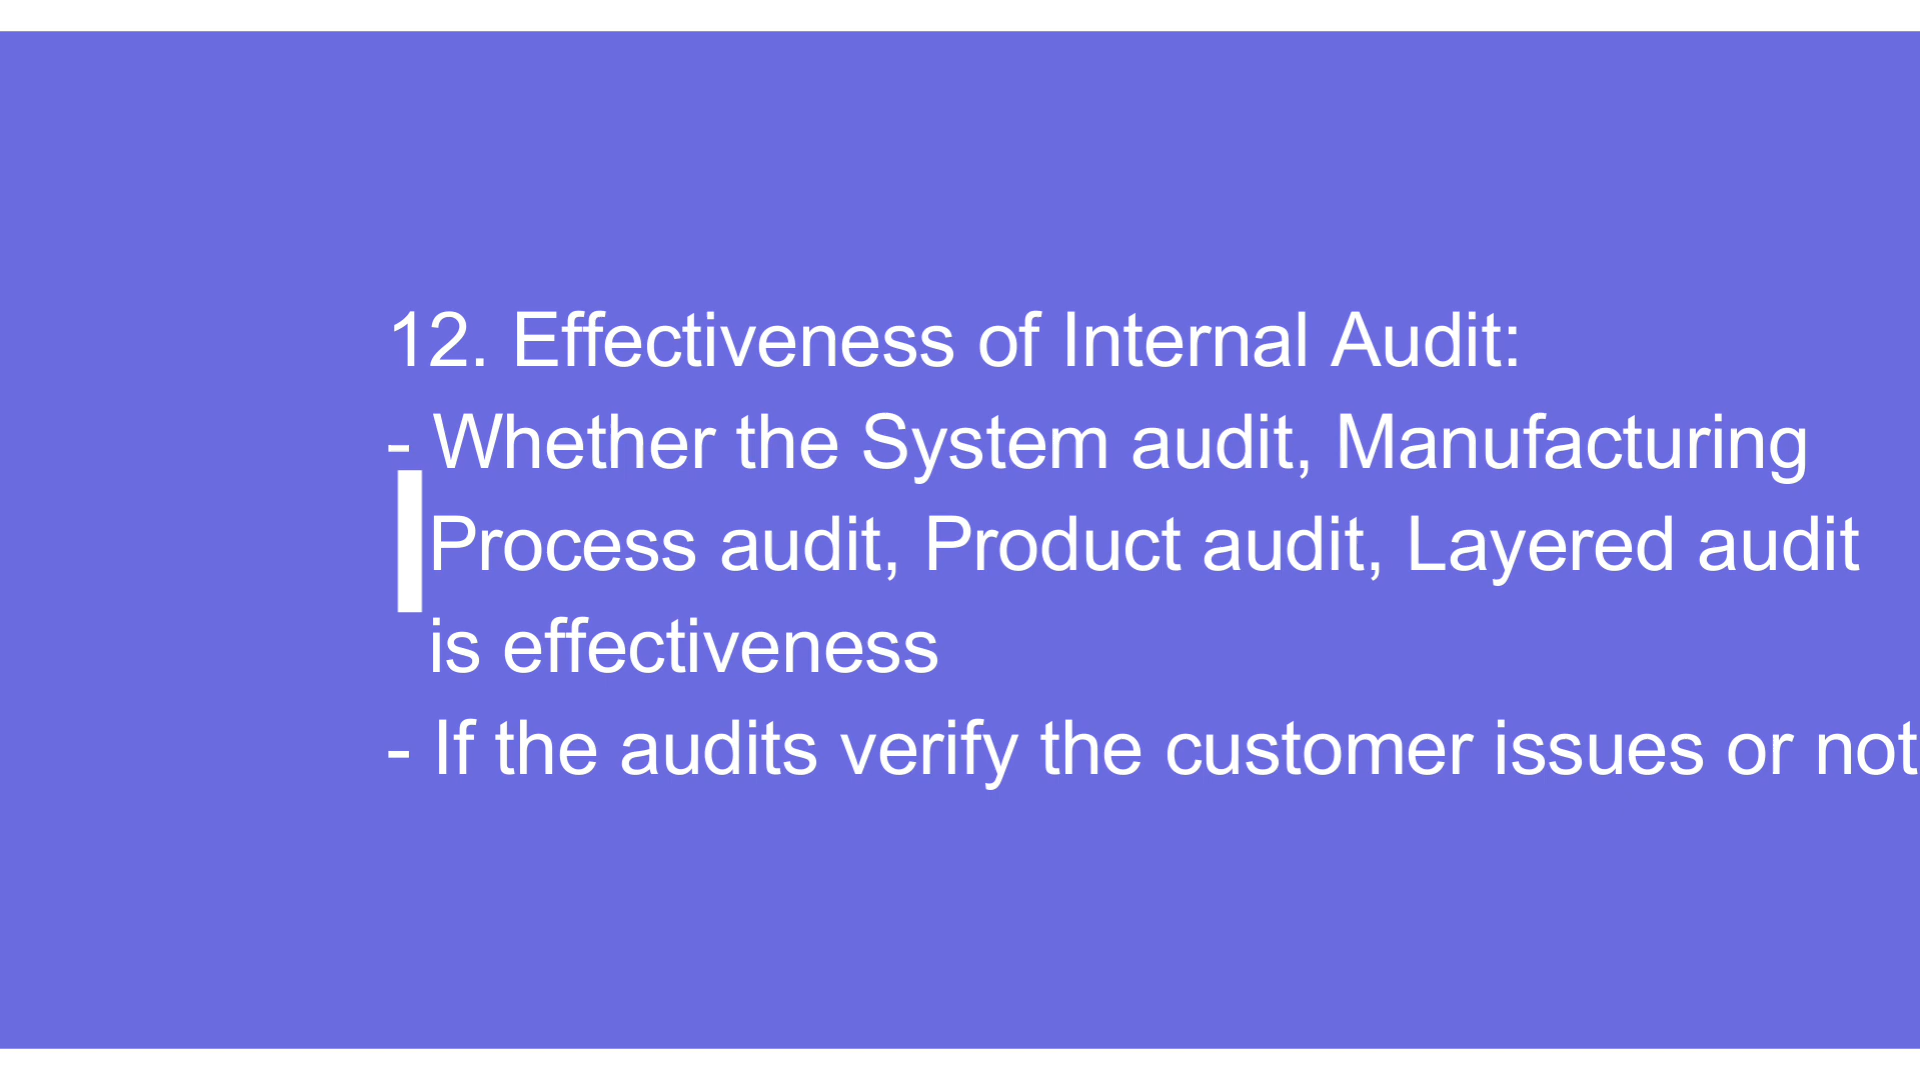 12. Effectiveness of Internal Audit:
- Whether the System audit, Manufacturing
Process audit, Product audit, Layered audit
is effectiveness
- If the audits verify the customer issues or not